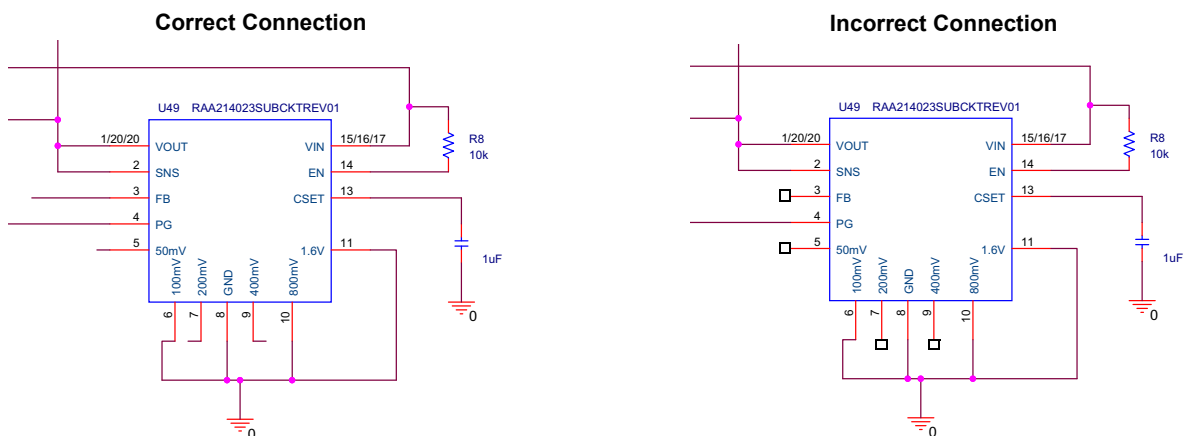 Correct Connection
U49 RAA214023SUBCKTREV01
1/20/20 VOUT VIN 15/16/17
R8
10k
2 SNS EN 14
3 FB CSET 13
4 PG
5 50mV 1.6V 11
1uF
100mV 200mV GND 400mV 800mV
6 7 8 9 10
0
0
Incorrect Connection
U49 RAA214023SUBCKTREV01
1/20/20 VOUT VIN 15/16/17
R8
10k
2 SNS EN 14
3 FB CSET 13
4 PG
5 50mV 1.6V 11
1uF
100mV 200mV GND 400mV 800mV
6 7 8 9 10
0
0